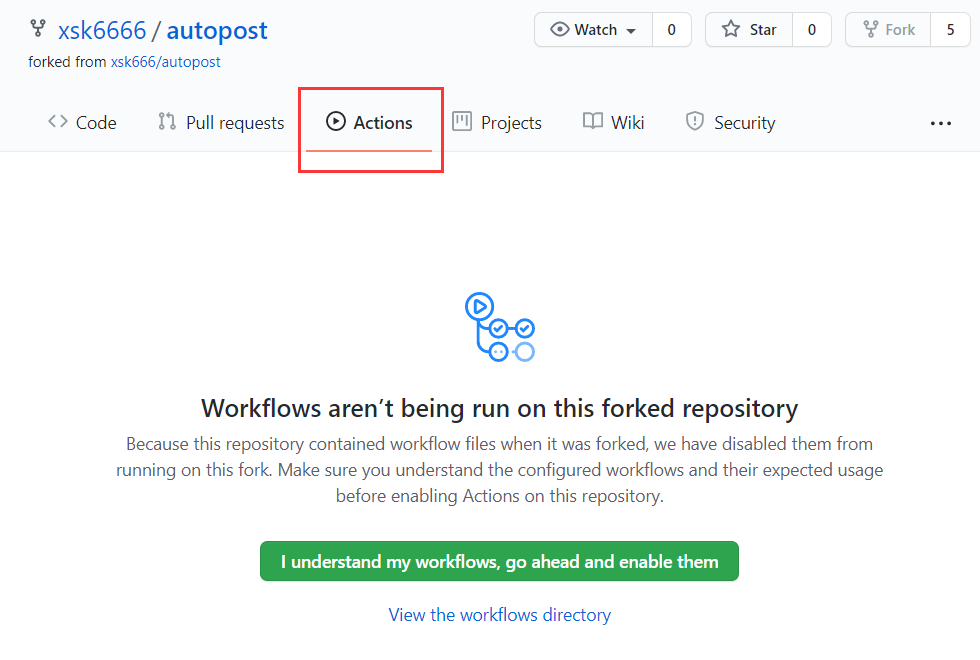 xsk6666 / autopost
Watch 0 Star 0 Fork 5
forked from xsk666/autopost
Code Pull requests Actions Projects Wiki Security ...
Workflows aren’t being run on this forked repository
Because this repository contained workflow files when it was forked, we have disabled them from
running on this fork. Make sure you understand the configured workflows and their expected usage
before enabling Actions on this repository.
I understand my workflows, go ahead and enable them
View the workflows directory